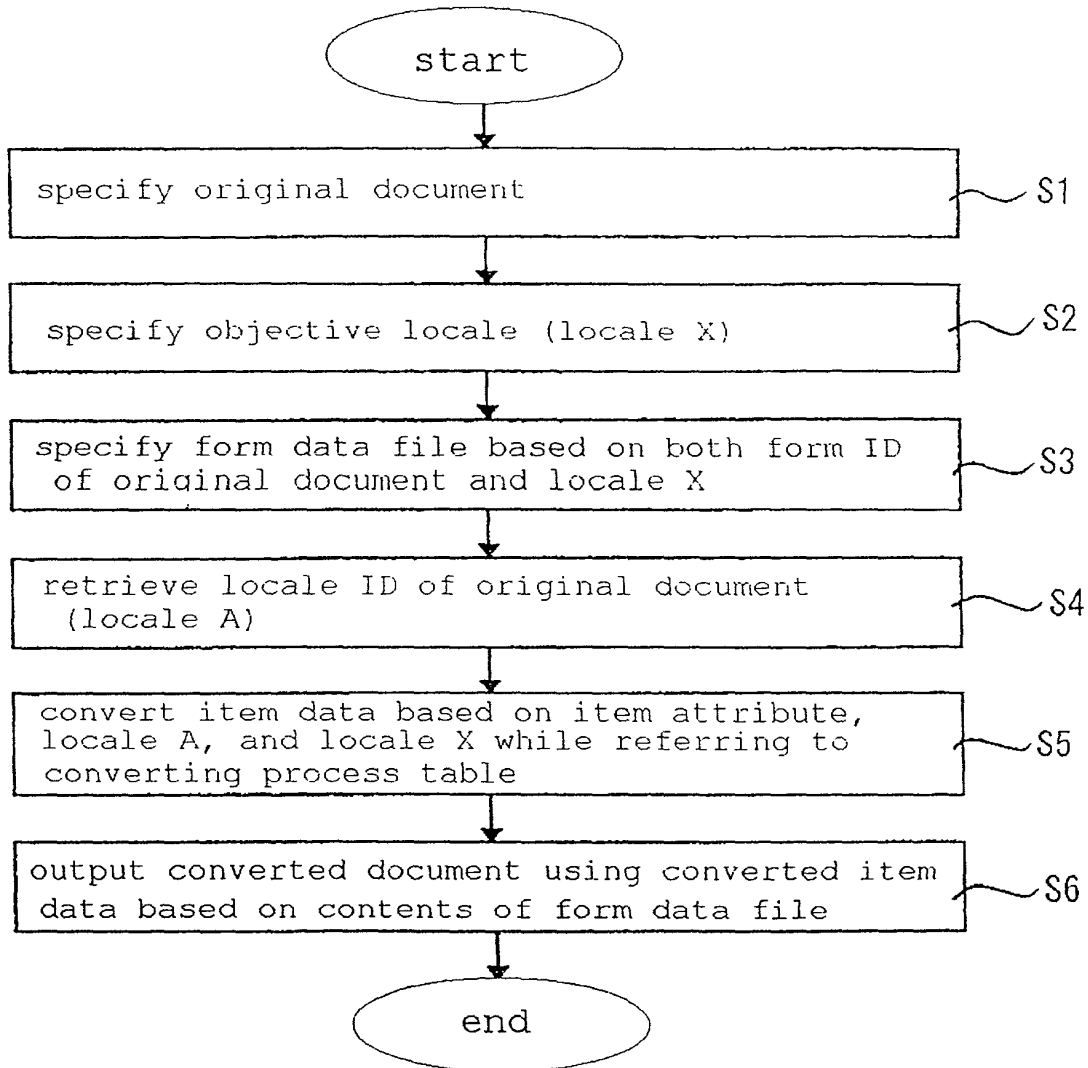 start
specify original document
S1
specify objective locale (locale X)
S2
specify form data file based on both form ID
of original document and locale X
S3
retrieve locale ID of original document
(locale A)
S4
convert item data based on item attribute,
locale A, and locale X while referring to
converting process table
S5
output converted document using converted item
data based on contents of form data file
S6
end